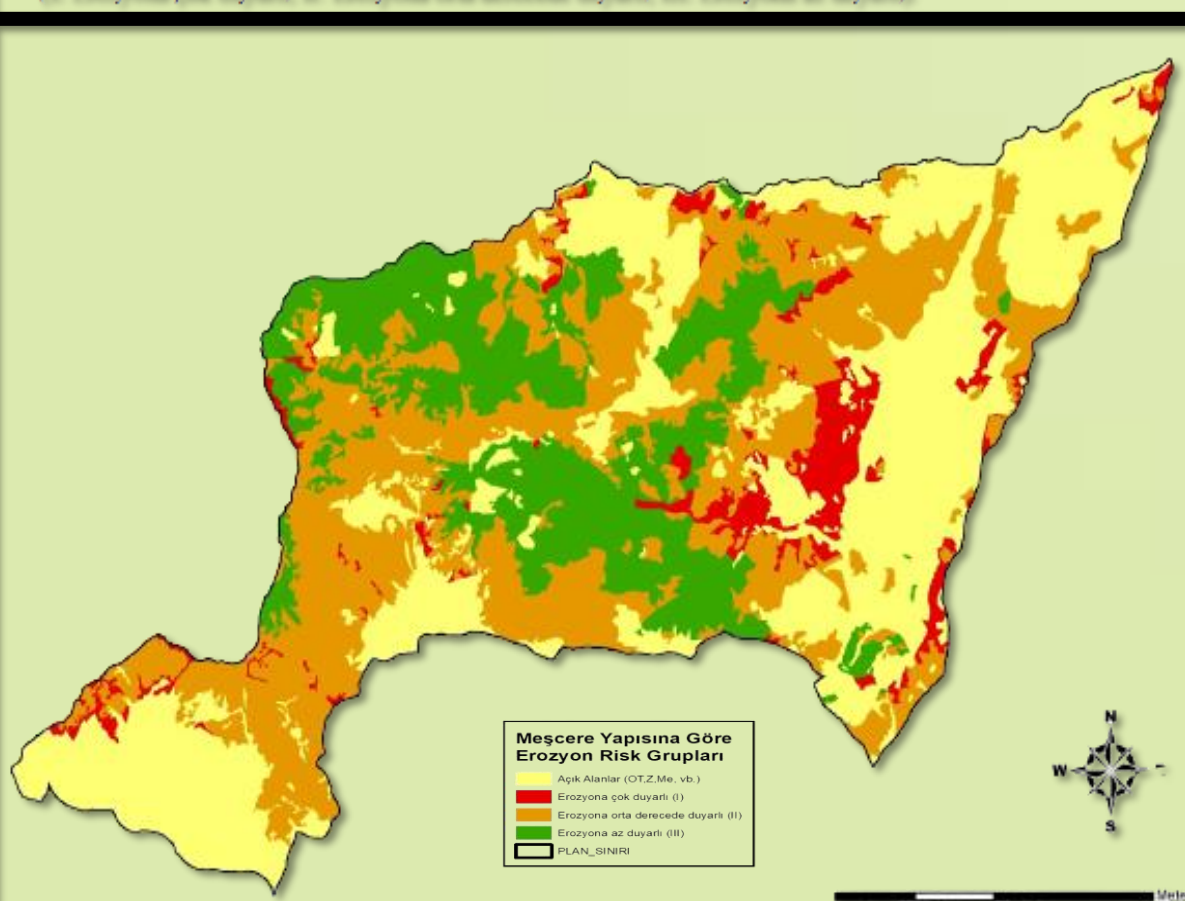 Meşcere Yapısına Göre
Erozyon Risk Grupları
Açık Alanlar (OT,Z,Me, vb.)
Erozyona çok duyarlı (I)
Erozyona orta derecede duyarlı (II)
Erozyona az duyarlı (III)
PLAN_SINIRI
N
W
S